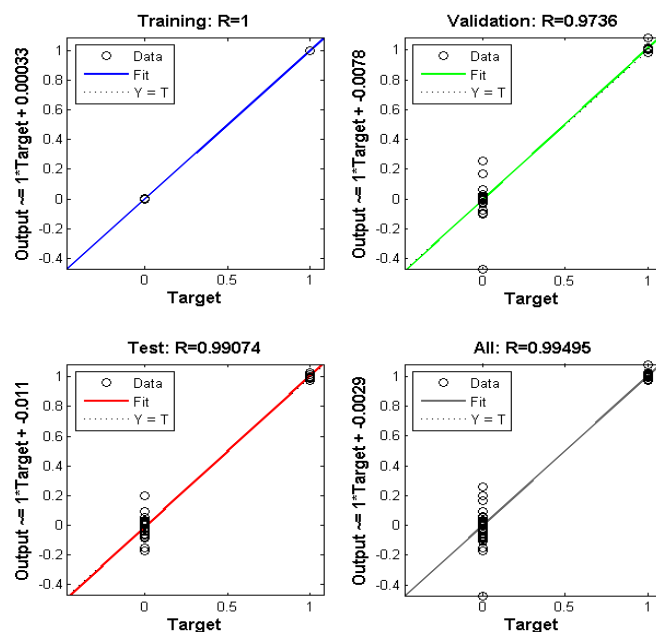 Training: R=1
Output ~= 1*Target + 0.00033
1
0.8
0.6
0.4
0.2
0
-0.2
-0.4
Data
Fit
Y = T
0
0.5
1
Target
Validation: R=0.9736
Output ~= 1*Target + -0.0078
1
0.8
0.6
0.4
0.2
0
-0.2
-0.4
Data
Fit
Y = T
0
0.5
1
Target
Test: R=0.99074
Output ~= 1*Target + -0.011
1
0.8
0.6
0.4
0.2
0
-0.2
-0.4
Data
Fit
Y = T
0
0.5
1
Target
All: R=0.99495
Output ~= 1*Target + -0.0029
1
0.8
0.6
0.4
0.2
0
-0.2
-0.4
Data
Fit
Y = T
0
0.5
1
Target